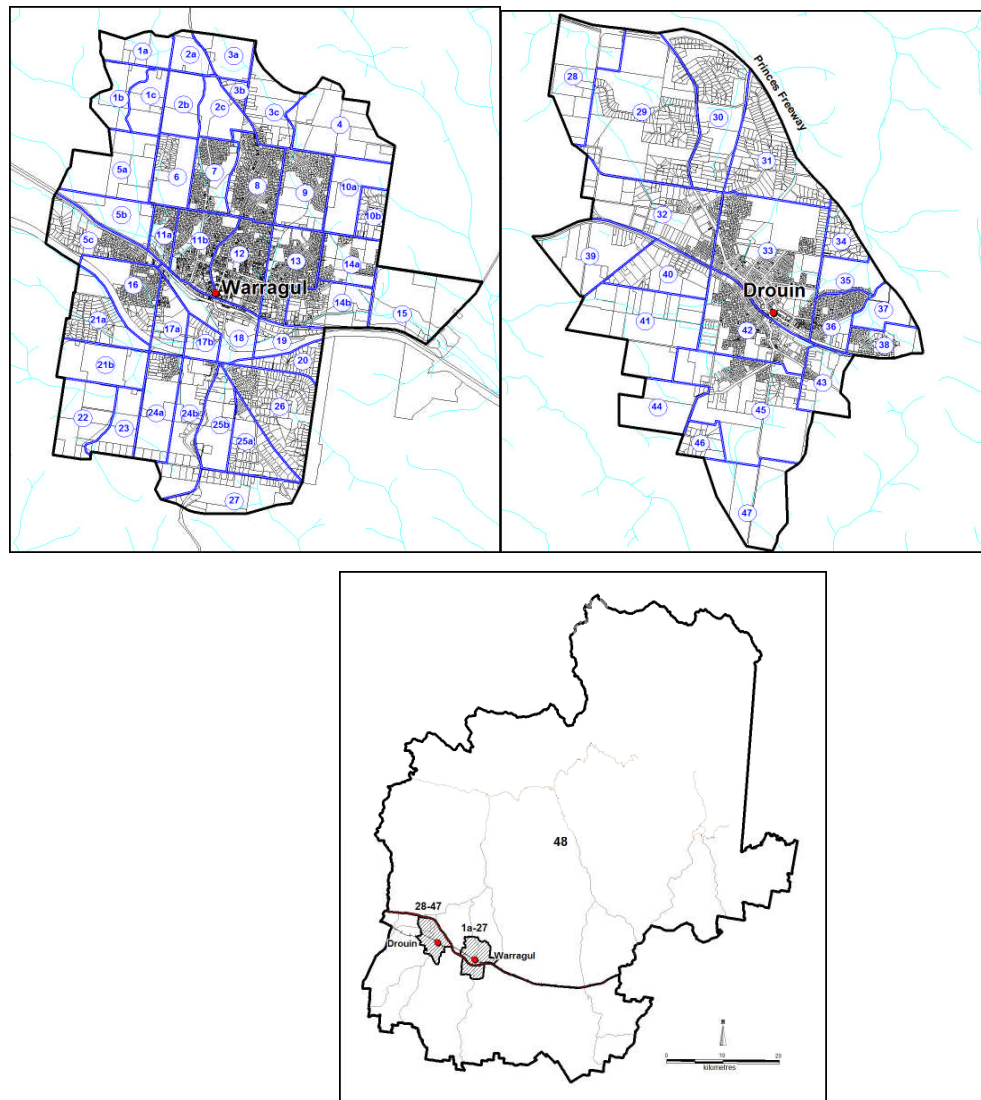 1a
2a
3a
1b
1c
2b
2c
3b
3c
4
5a
6
7
8
9
10a
10b
5b
11a
11b
12
13
5c
14a
16
Warragul
14b
15
21a
17a
17b
18
19
20
21b
22
23
24a
24b
25b
25a
26
27
Princes Freeway
28
29
30
31
32
33
34
39
40
35
Drouin
37
41
42
36
38
43
44
45
46
47
48
28-47
1a-27
Drouin
Warragul
N
0 10 20
kilometres